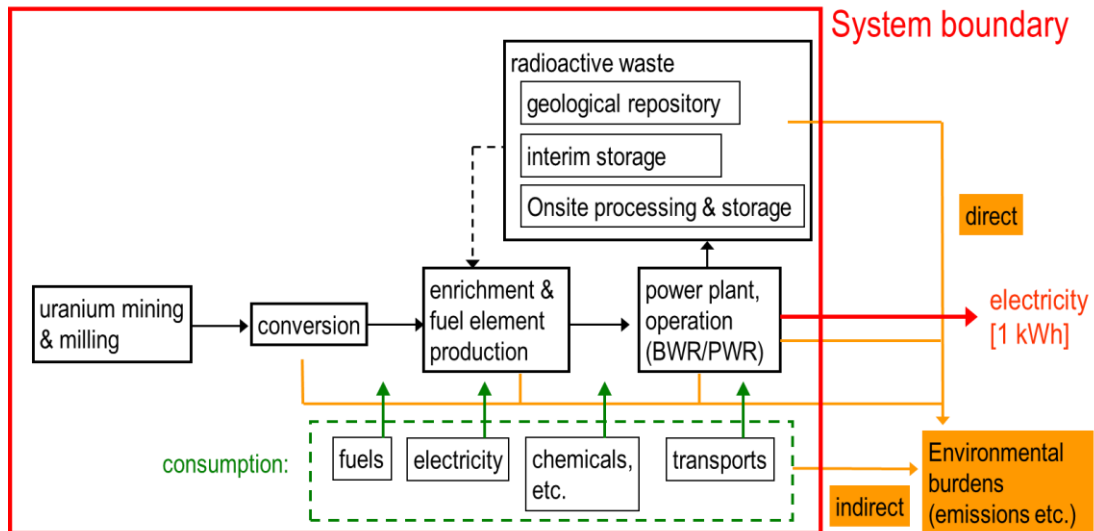 System boundary
radioactive waste
geological repository
interim storage
Onsite processing & storage
direct
uranium mining
& milling
conversion
enrichment &
fuel element
production
power plant,
operation
(BWR/PWR)
electricity
[1 kWh]
consumption:
fuels
electricity
chemicals,
etc.
transports
indirect
Environmental
burdens
(emissions etc.)